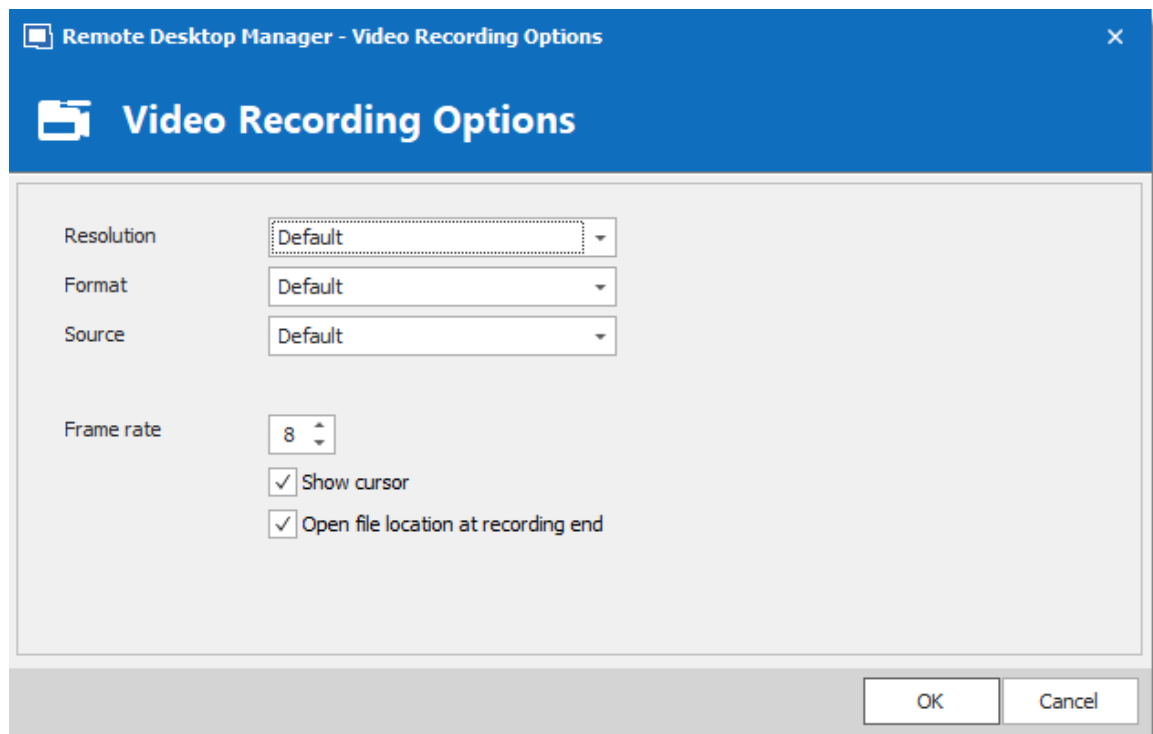 Remote Desktop Manager - Video Recording Options
Video Recording Options
Resolution Default
Format Default
Source Default
Frame rate 8
Show cursor
Open file location at recording end
OK Cancel